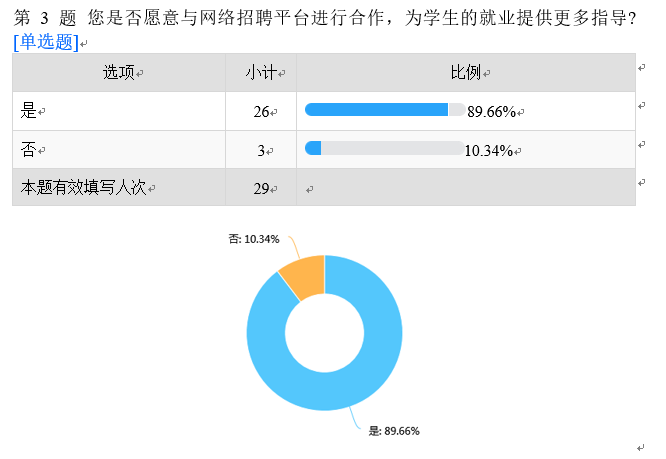 第 3 题 您是否愿意与网络招聘平台进行合作，为学生的就业提供更多指导?
[单选题]
选项 小计 比例
是 26 89.66%
否 3 10.34%
本题有效填写人次 29
否: 10.34%
是: 89.66%